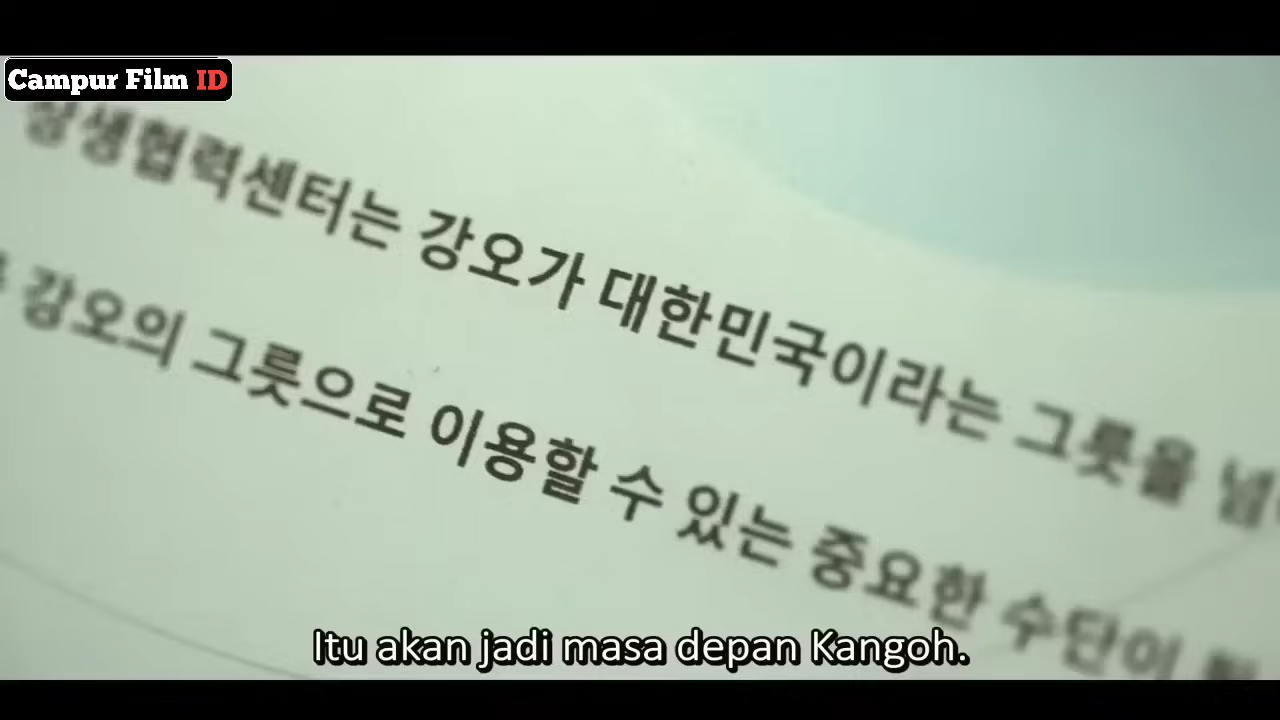 Campur Film ID
상생협력센터는 강오가 대한민국이라는 그릇을
강오의 그릇으로 이용할 수 있는 중요한 수단이
Itu akan jadi masa depan Kangoh.